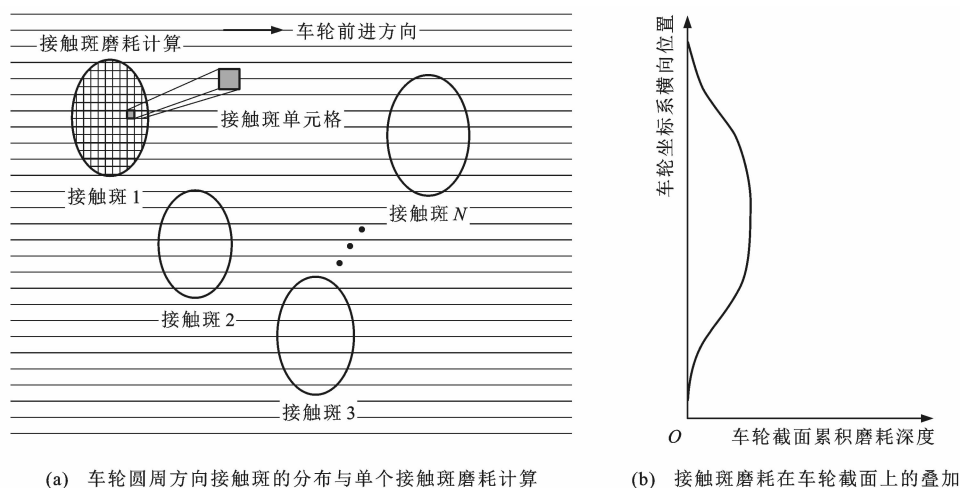 车轮前进方向
接触斑磨耗计算
接触斑单元格
接触斑1
接触斑N
接触斑2
接触斑3
(a) 车轮圆周方向接触斑的分布与单个接触斑磨耗计算
车轮坐标系横向位置
O
车轮截面累积磨耗深度
(b) 接触斑磨耗在车轮截面上的叠加